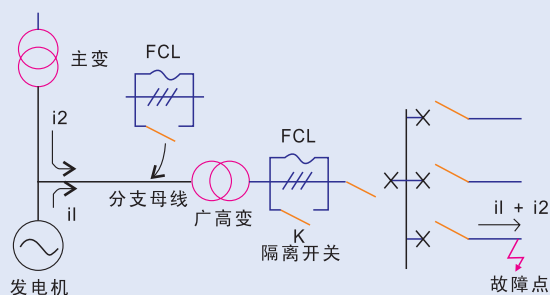 主变
FCL
i2
分支母线
il
发电机
广高变
FCL
K
隔离开关
il + i2
故障点